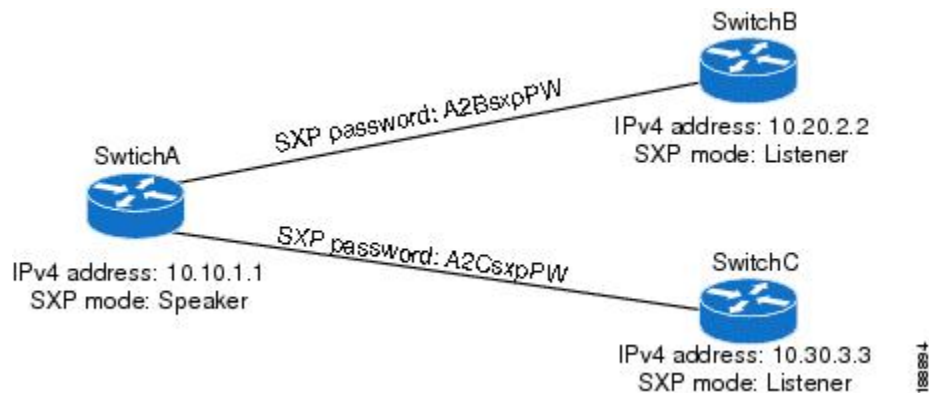 SwitchB
SXP password: A2BsxpPW
IPv4 address: 10.20.2.2
SXP mode: Listener
SwtichA
IPv4 address: 10.10.1.1
SXP mode: Speaker
SXP password: A2CsxpPW
SwitchC
IPv4 address: 10.30.3.3
SXP mode: Listener
188894